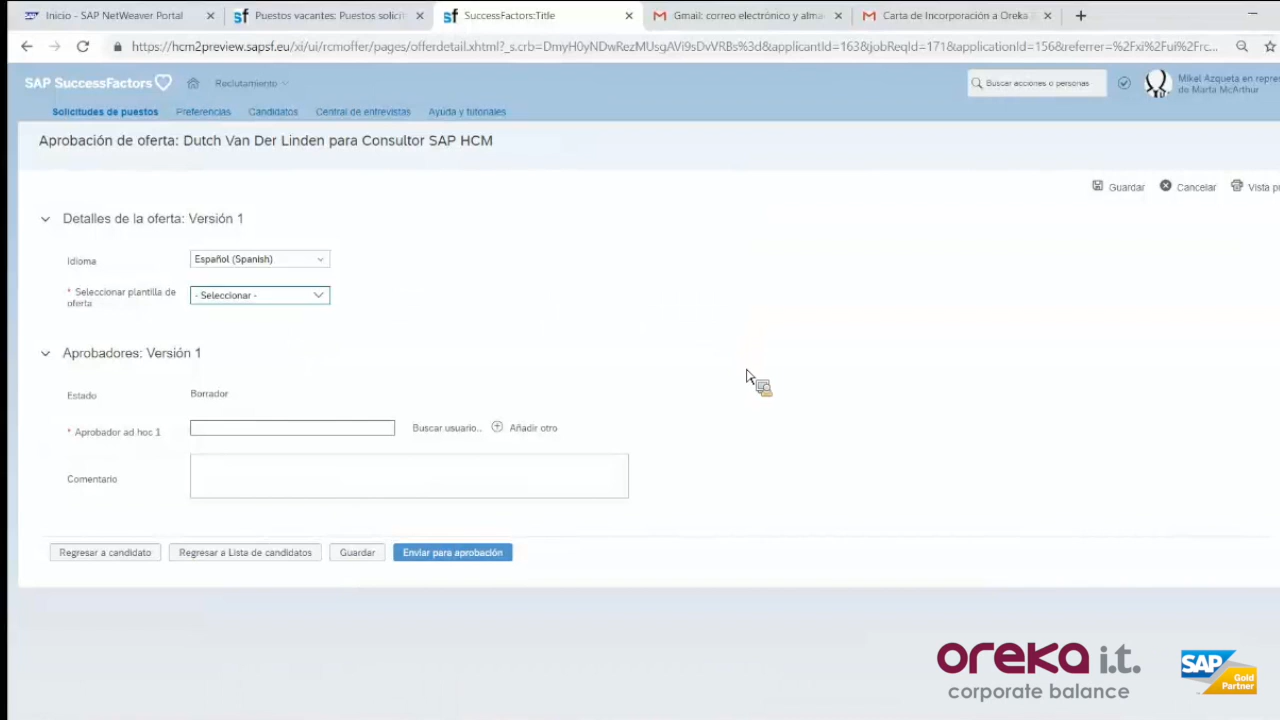 Inicio - SAP NetWeaver Portal
Puestos vacantes: Puestos solicit
SuccessFactors:Title
Gmail: correo electrónico y alma
Carta de Incorporación a Oreka
https://hcm2preview.sapsf.eu/xi/ui/rcmoffer/pages/offerdetail.xhtml?_s.crb=DmyH0yNDwRezMUsgAVi9sDvVRBs%3d&applicantId=163&jobReqId=171&applicationId=156&referrer=%2Fxi%2Fui%2Frc...
SAP SuccessFactors
Reclutamiento
Buscar acciones o personas
Mikel Azqueta en repres
de Marta McArthur
Solicitudes de puestos Preferencias Candidatos Central de entrevistas Ayuda y tutoriales
Aprobación de oferta: Dutch Van Der Linden para Consultor SAP HCM
Guardar Cancelar Vista p
Detalles de la oferta: Versión 1
Idioma Español (Spanish)
* Seleccionar plantilla de
oferta
- Seleccionar -
Aprobadores: Versión 1
Estado Borrador
* Aprobador ad hoc 1 Buscar usuario.. Añadir otro
Comentario
Regresar a candidato Regresar a Lista de candidatos Guardar Enviar para aprobación
oreka i.t.
corporate balance
SAP
Gold
Partner